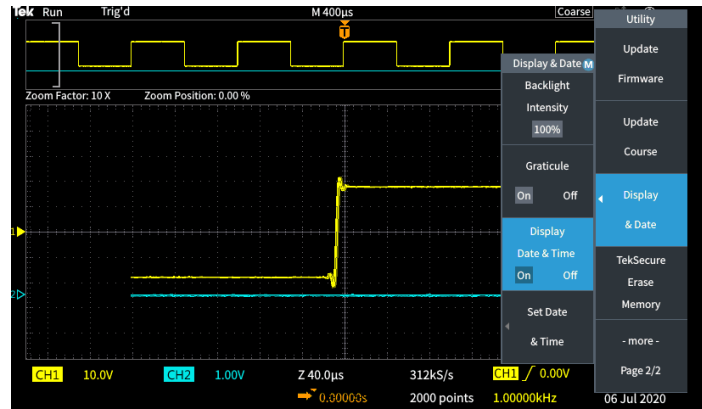 Tek Run Trig'd M 400µs Coarse
Zoom Factor: 10 X Zoom Position: 0.00 %
1
2
Display & Date M
Backlight
Intensity
100%
Graticule
On Off
Display
Date & Time
On Off
Set Date
& Time
Utility
Update
Firmware
Update
Course
Display
& Date
TekSecure
Erase
Memory
- more -
Page 2/2
CH1 10.0V CH2 1.00V Z 40.0µs 312kS/s CH1 0.00V
0.00000s 2000 points 1.00000kHz 06 Jul 2020